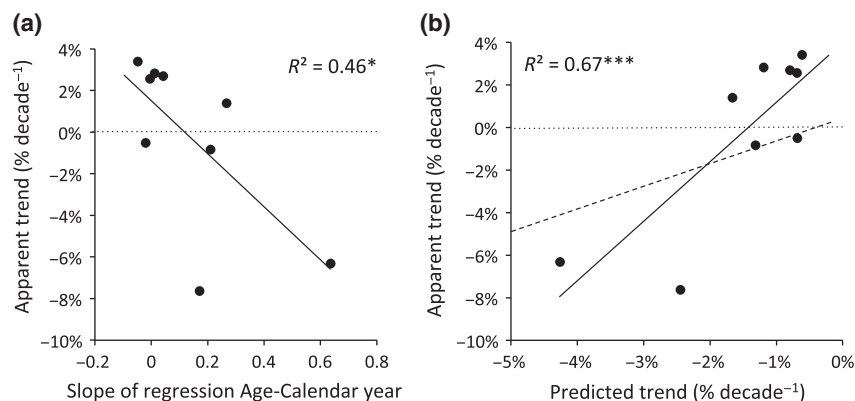 (a)
4%
2%
0%
−2%
−4%
−6%
−8%
−10%
Apparent trend (% decade⁻¹)
R² = 0.46*
−0.2 0 0.2 0.4 0.6 0.8
Slope of regression Age-Calendar year
(b)
4%
2%
0%
−2%
−4%
−6%
−8%
−10%
Apparent trend (% decade⁻¹)
R² = 0.67***
−5% −4% −3% −2% −1% 0%
Predicted trend (% decade⁻¹)